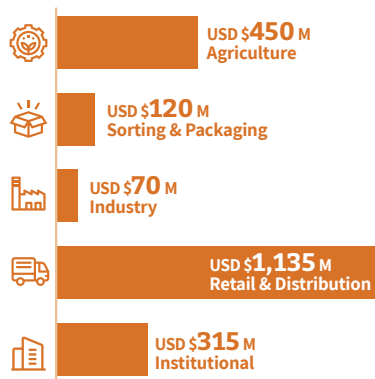 USD $450 M
Agriculture
USD $120 M
Sorting & Packaging
USD $70 M
Industry
USD $1,135 M
Retail & Distribution
USD $315 M
Institutional